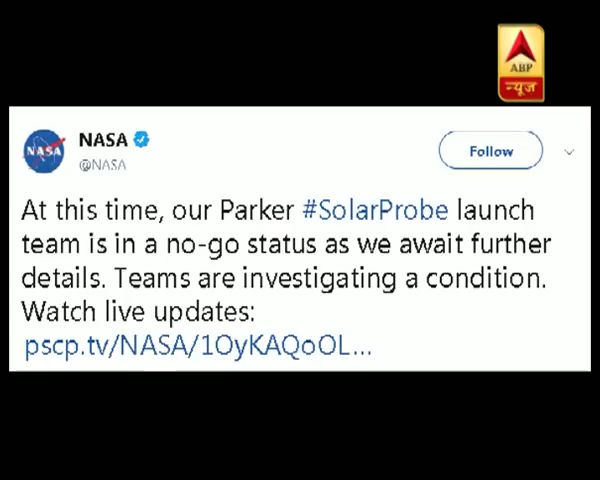 ABP
न्यूज़
NASA
NASA
@NASA
Follow
At this time, our Parker #SolarProbe launch
team is in a no-go status as we await further
details. Teams are investigating a condition.
Watch live updates:
pscp.tv/NASA/1OyKAQoOL...